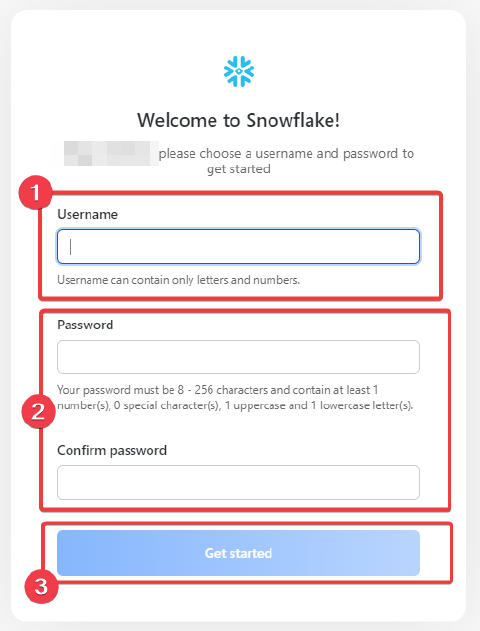 Welcome to Snowflake!
please choose a username and password to
get started
1
Username
Username can contain only letters and numbers.
Password
Your password must be 8 - 256 characters and contain at least 1
number(s), 0 special character(s), 1 uppercase and 1 lowercase letter(s).
2
Confirm password
Get started
3